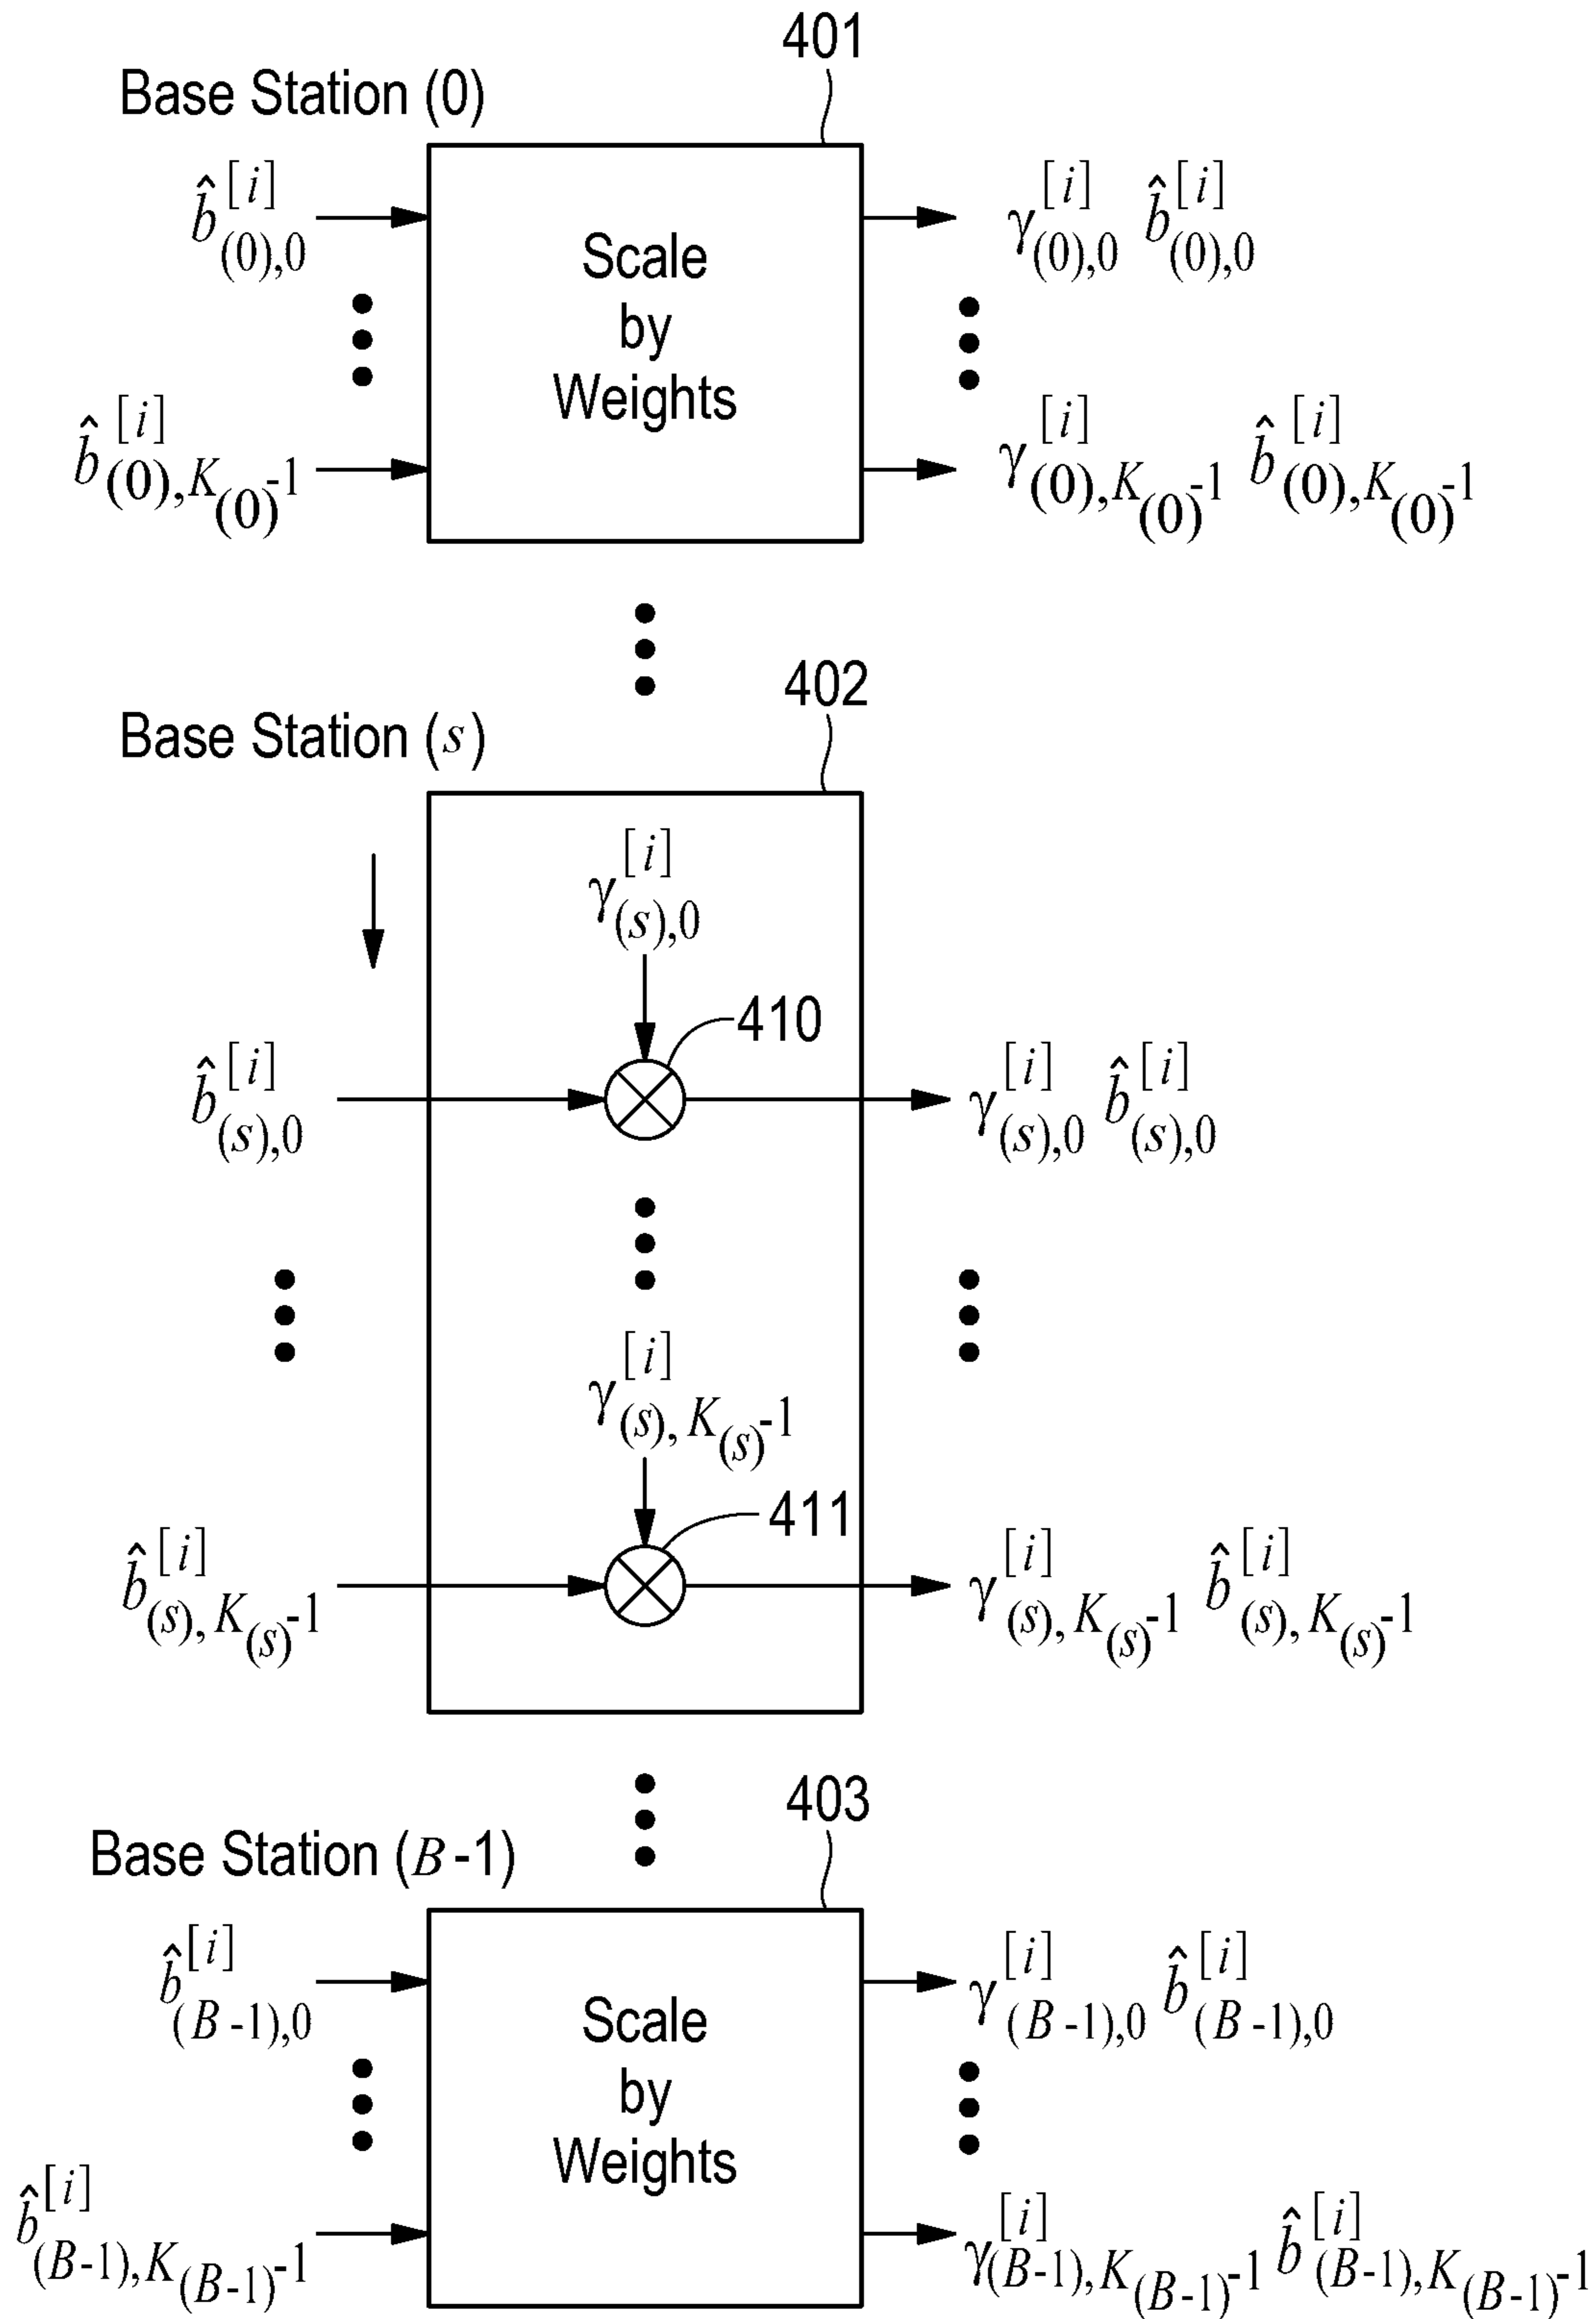 401
Base Station (0)
b̂^[i]_(0),0
γ^[i]_(0),0 b̂^[i]_(0),0
Scale
by
Weights
b̂^[i]_(0),K_(0)-1
γ^[i]_(0),K_(0)-1 b̂^[i]_(0),K_(0)-1
402
Base Station (s)
γ^[i]_(s),0
410
b̂^[i]_(s),0
γ^[i]_(s),0 b̂^[i]_(s),0
γ^[i]_(s),K_(s)-1
411
b̂^[i]_(s),K_(s)-1
γ^[i]_(s),K_(s)-1 b̂^[i]_(s),K_(s)-1
403
Base Station (B-1)
b̂^[i]_(B-1),0
γ^[i]_(B-1),0 b̂^[i]_(B-1),0
Scale
by
Weights
b̂^[i]_(B-1),K_(B-1)-1
γ^[i]_(B-1),K_(B-1)-1 b̂^[i]_(B-1),K_(B-1)-1